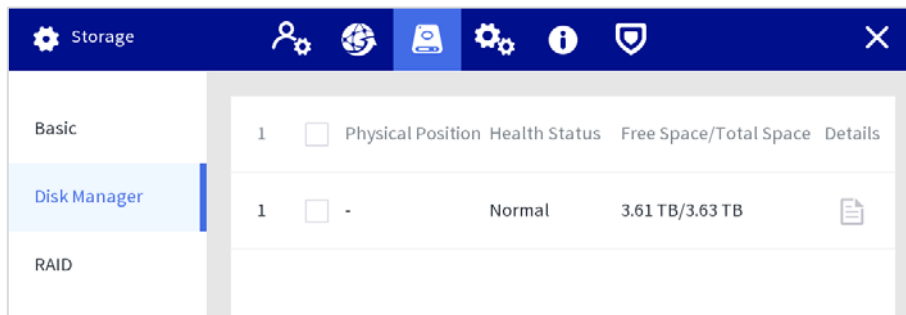 Storage
Basic
Disk Manager
RAID
1 Physical Position Health Status Free Space/Total Space Details
1 - Normal 3.61 TB/3.63 TB